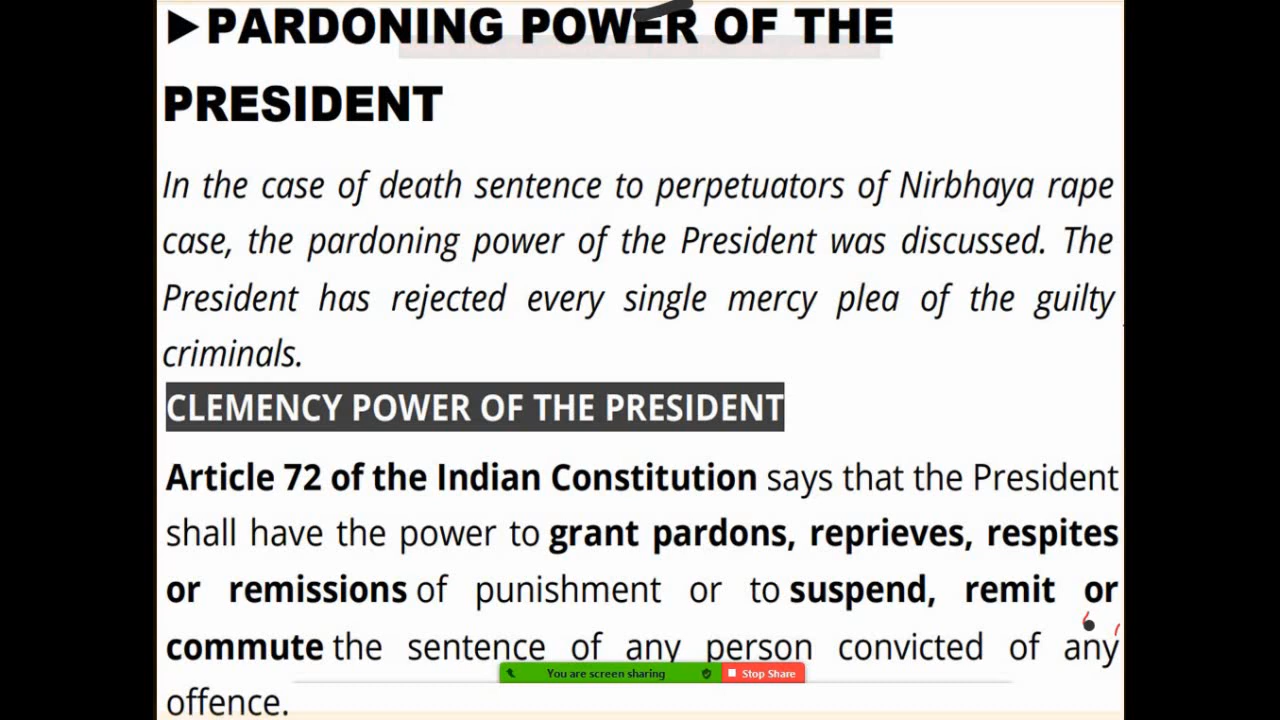 ►PARDONING POWER OF THE
PRESIDENT
In the case of death sentence to perpetuators of Nirbhaya rape
case, the pardoning power of the President was discussed. The
President has rejected every single mercy plea of the guilty
criminals.
CLEMENCY POWER OF THE PRESIDENT
Article 72 of the Indian Constitution says that the President
shall have the power to grant pardons, reprieves, respites
or remissions of punishment or to suspend, remit or
commute the sentence of any person convicted of any
You are screen sharing Stop Share
offence.